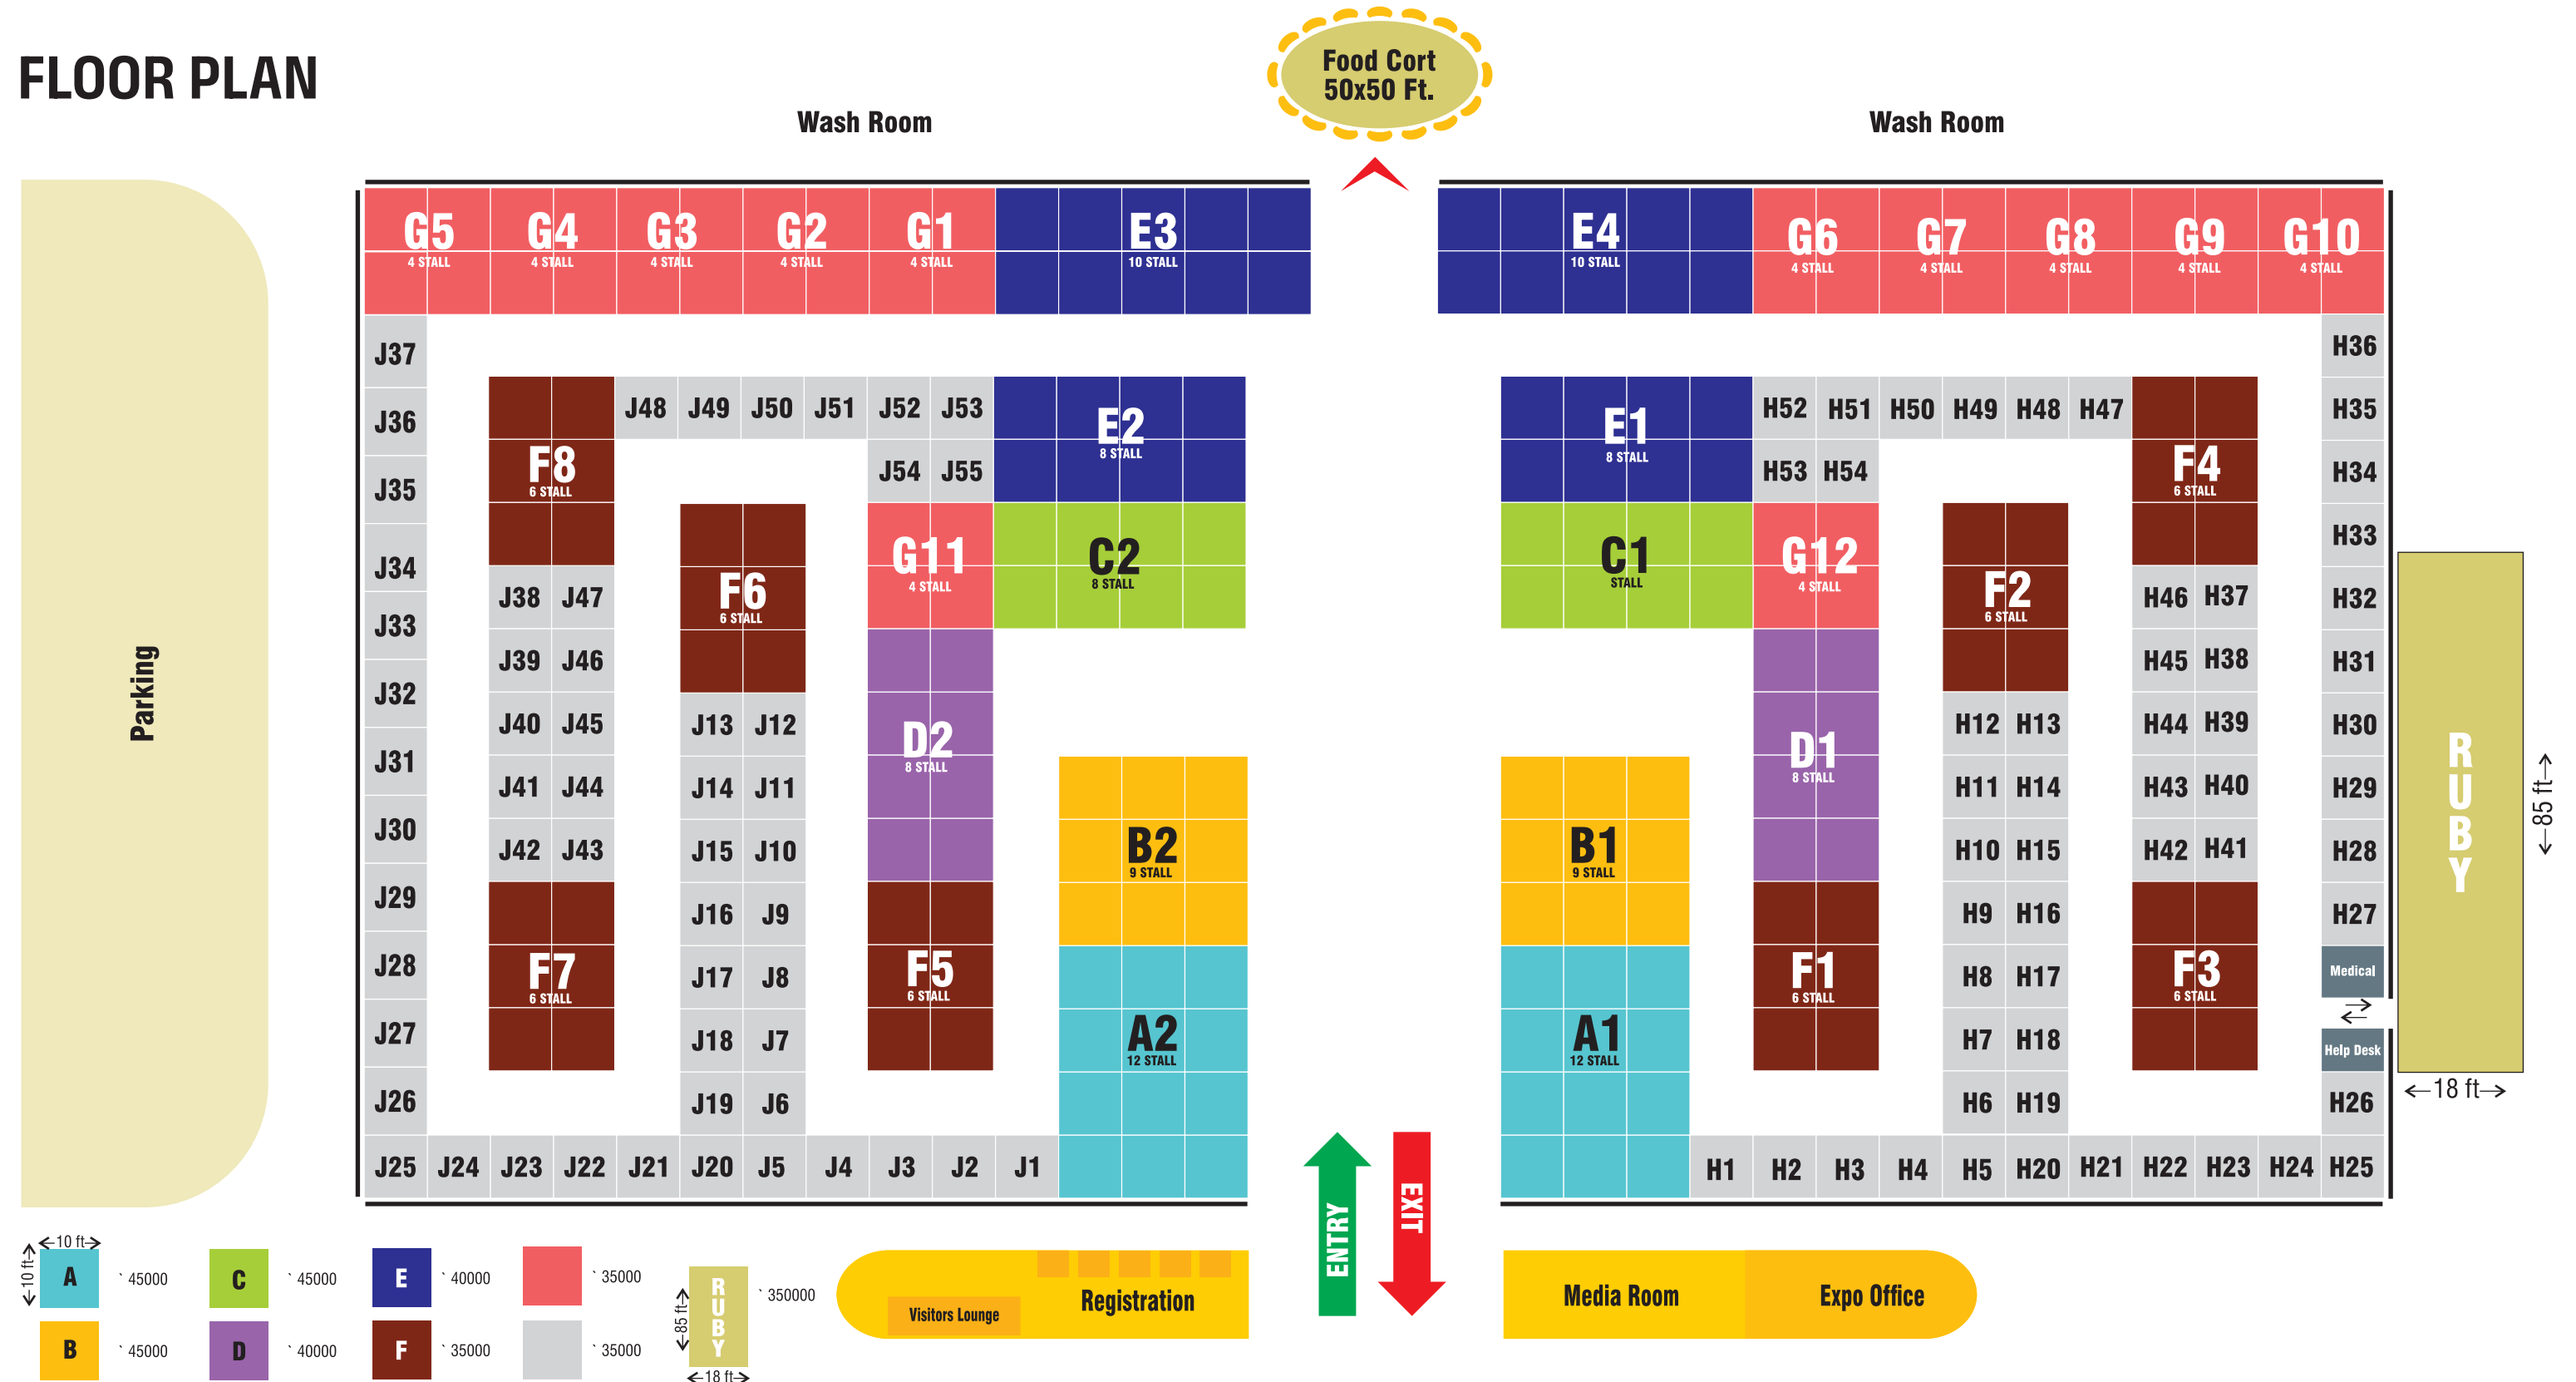 FLOOR PLAN
Food Cort
50x50 Ft.
Wash Room
Wash Room
Parking
G5
4 STALL
G4
4 STALL
G3
4 STALL
G2
4 STALL
G1
4 STALL
E3
10 STALL
E4
10 STALL
G6
4 STALL
G7
4 STALL
G8
4 STALL
G9
4 STALL
G10
4 STALL
J37
J36
J35
J34
J33
J32
J31
J30
J29
J28
J27
J26
F8
6 STALL
J48 J49 J50 J51 J52 J53
J54 J55
E2
8 STALL
G11
4 STALL
C2
8 STALL
F6
6 STALL
J38 J47
J39 J46
J40 J45
J41 J44
J42 J43
F7
6 STALL
J13 J12
J14 J11
J15 J10
J16 J9
J17 J8
J18 J7
J19 J6
D2
8 STALL
F5
6 STALL
B2
9 STALL
A2
12 STALL
J25 J24 J23 J22 J21 J20 J5 J4 J3 J2 J1
E1
8 STALL
H52 H51 H50 H49 H48 H47
H53 H54
F4
6 STALL
C1
STALL
G12
4 STALL
F2
6 STALL
D1
8 STALL
B1
9 STALL
A1
12 STALL
F1
6 STALL
H12 H13
H11 H14
H10 H15
H9 H16
H8 H17
H7 H18
H6 H19
H46 H37
H45 H38
H44 H39
H43 H40
H42 H41
F3
6 STALL
H36
H35
H34
H33
H32
H31
H30
H29
H28
H27
Medical
Help Desk
H26
H1 H2 H3 H4 H5 H20 H21 H22 H23 H24 H25
RUBY
85 ft
18 ft
ENTRY
EXIT
10 ft
10 ft
A ` 45000
B ` 45000
C ` 45000
D ` 40000
E ` 40000
F ` 35000
` 35000
` 35000
RUBY
85 ft
18 ft
` 350000
Visitors Lounge
Registration
Media Room
Expo Office